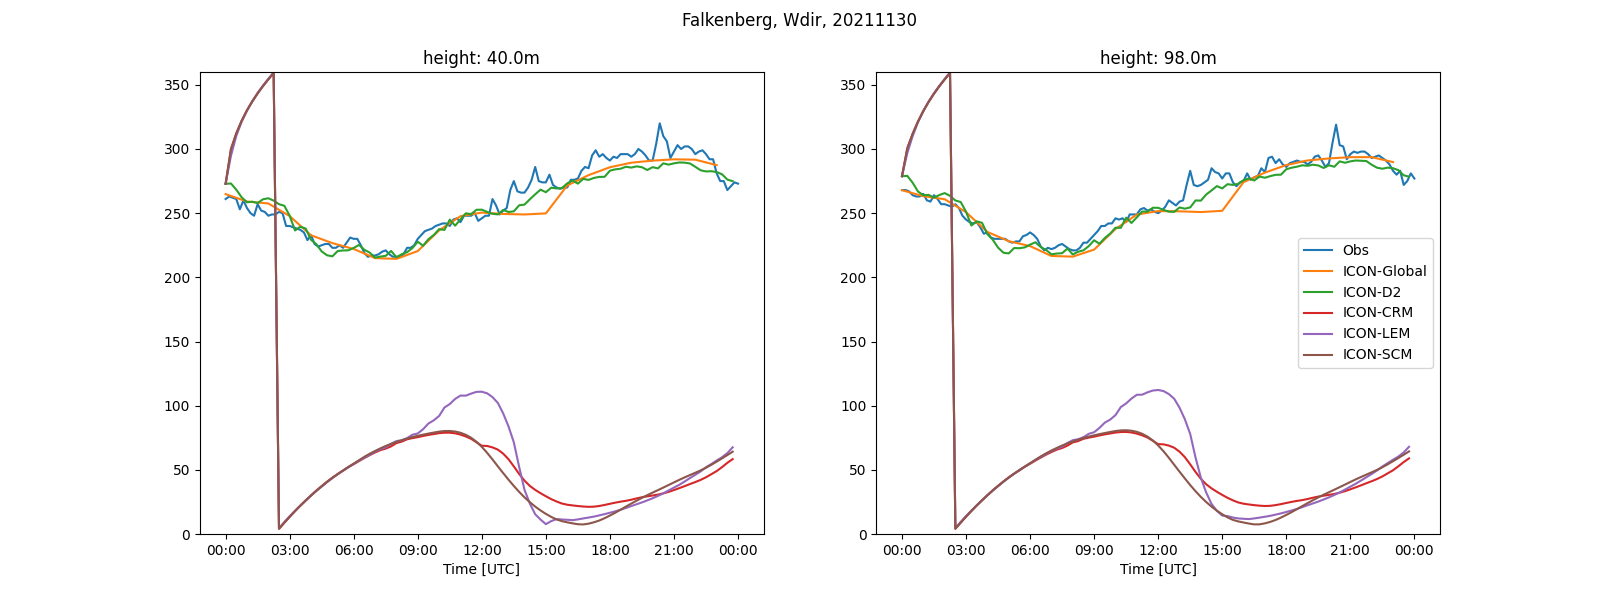 Falkenberg, Wdir, 20211130
height: 40.0m
350
300
250
200
150
100
50
0
00:00 03:00 06:00 09:00 12:00 15:00 18:00 21:00 00:00
Time [UTC]
height: 98.0m
350
300
250
200
150
100
50
0
00:00 03:00 06:00 09:00 12:00 15:00 18:00 21:00 00:00
Time [UTC]
Obs
ICON-Global
ICON-D2
ICON-CRM
ICON-LEM
ICON-SCM